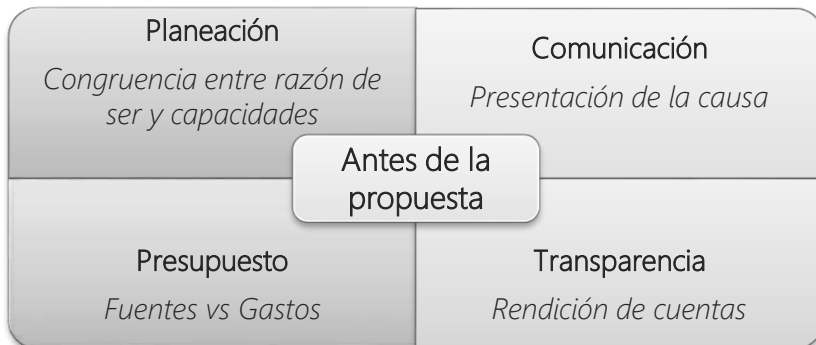 Planeación
Congruencia entre razón de
ser y capacidades
Comunicación
Presentación de la causa
Antes de la
propuesta
Presupuesto
Fuentes vs Gastos
Transparencia
Rendición de cuentas